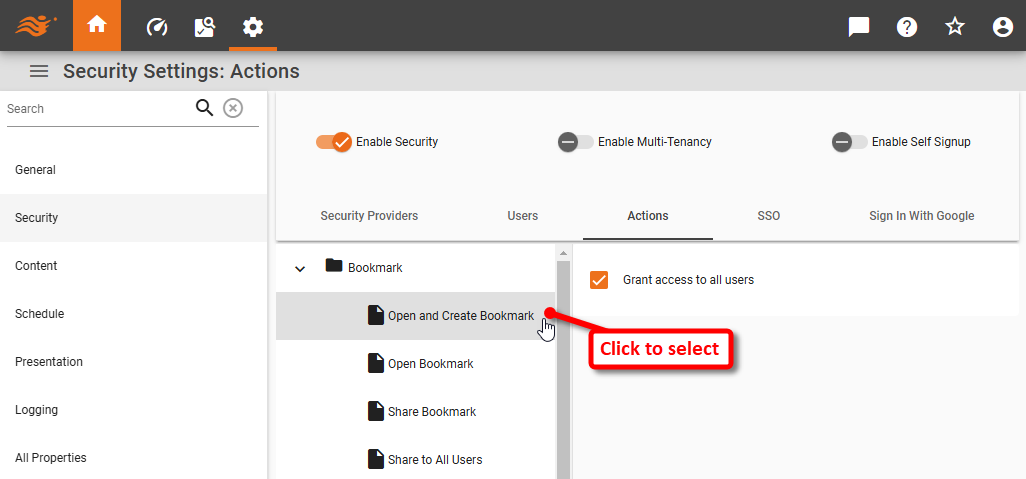 Security Settings: Actions
Search
General
Security
Content
Schedule
Presentation
Logging
All Properties
Enable Security
Enable Multi-Tenancy
Enable Self Signup
Security Providers
Users
Actions
SSO
Sign In With Google
Bookmark
Open and Create Bookmark
Open Bookmark
Share Bookmark
Share to All Users
Grant access to all users
Click to select